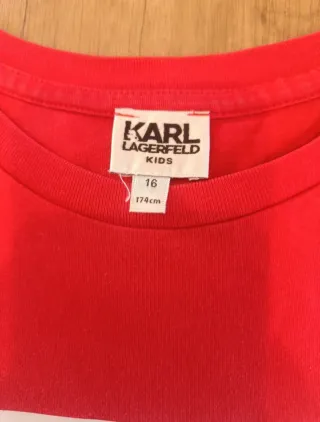 KARL
LAGERFELD
KIDS
16
174cm